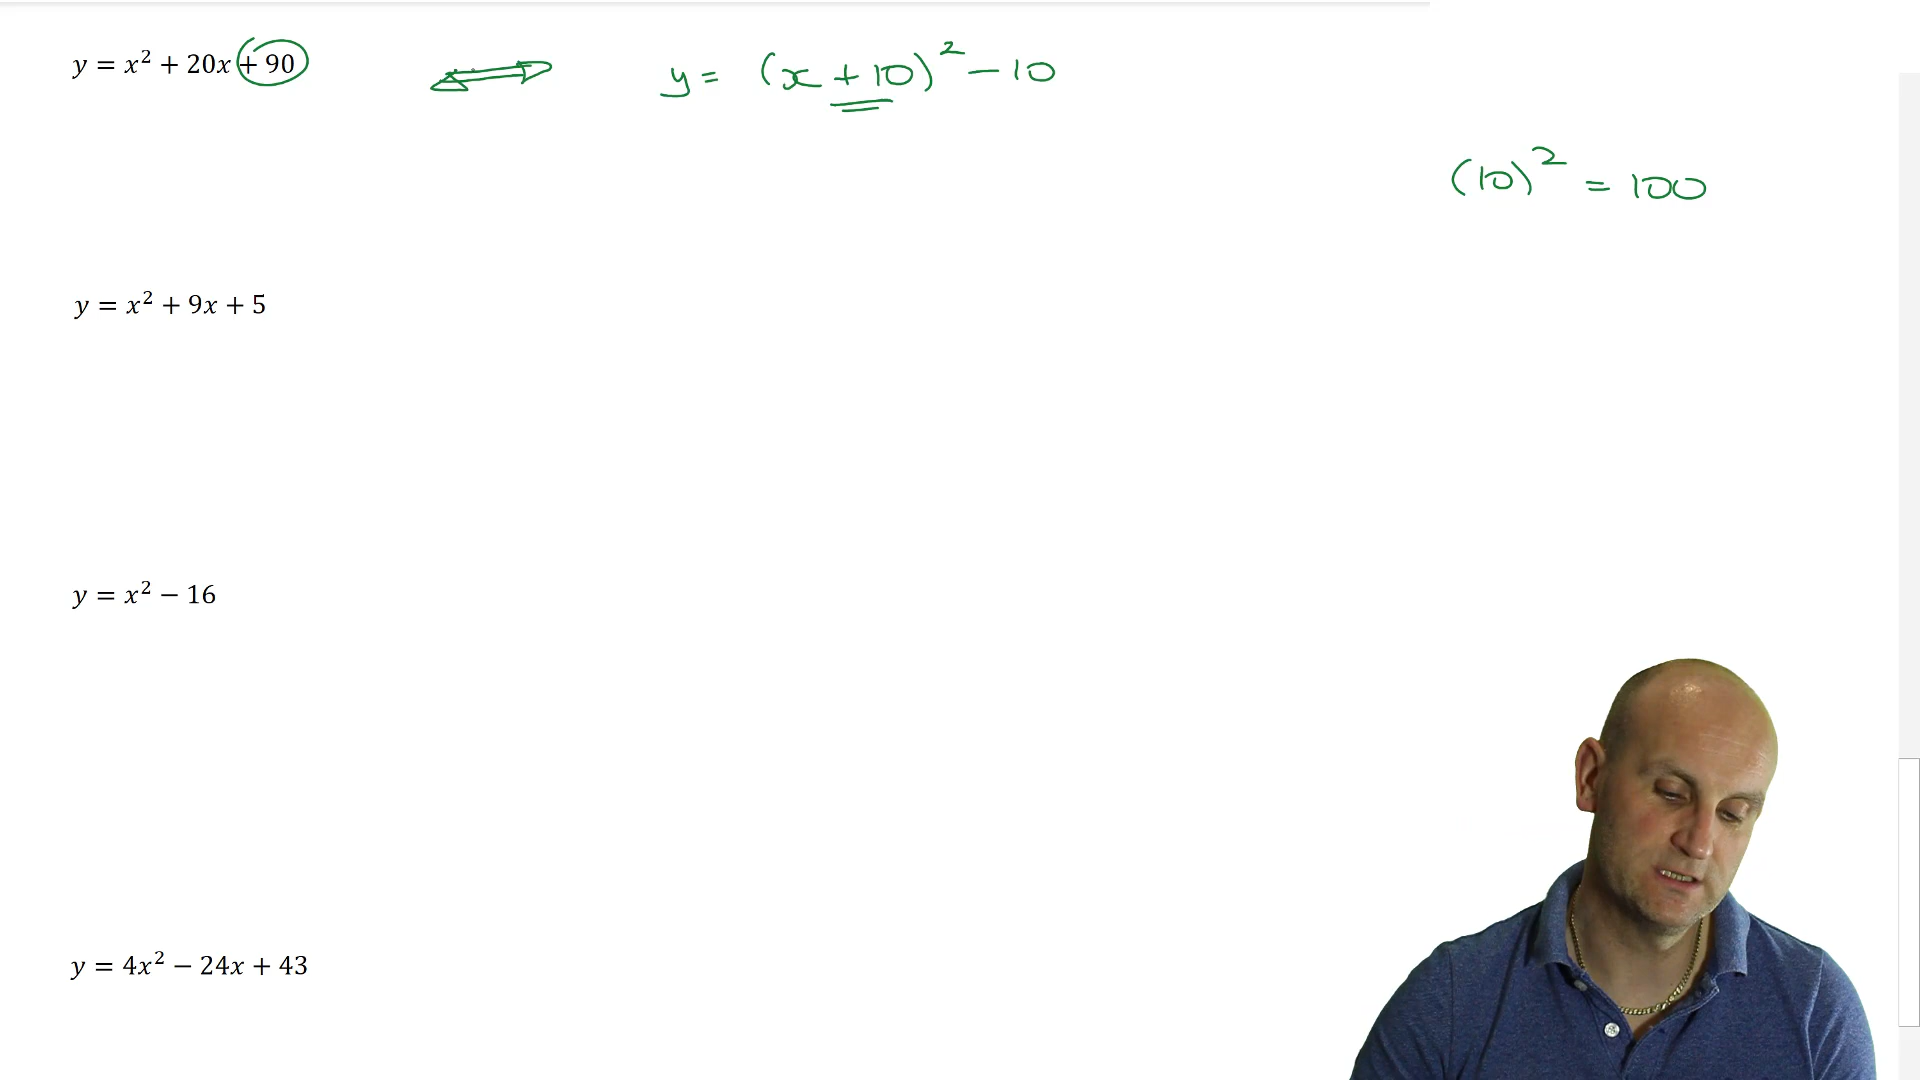 y = x² + 20x + 90 y = (x + 10)² − 10
(10)² = 100
y = x² + 9x + 5
y = x² − 16
y = 4x² − 24x + 43